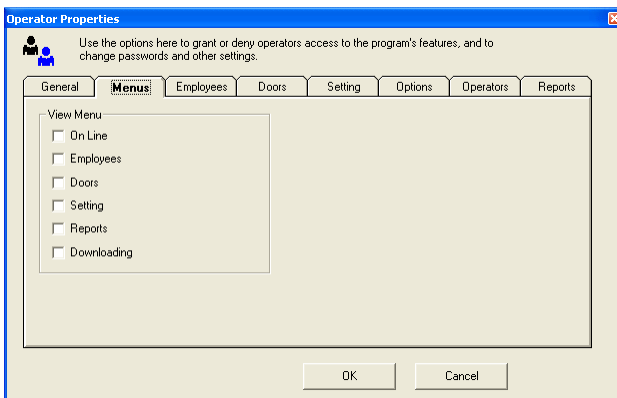 Operator Properties
Use the options here to grant or deny operators access to the program's features, and to
change passwords and other settings.
General Menus Employees Doors Setting Options Operators Reports
View Menu
On Line
Employees
Doors
Setting
Reports
Downloading
OK Cancel